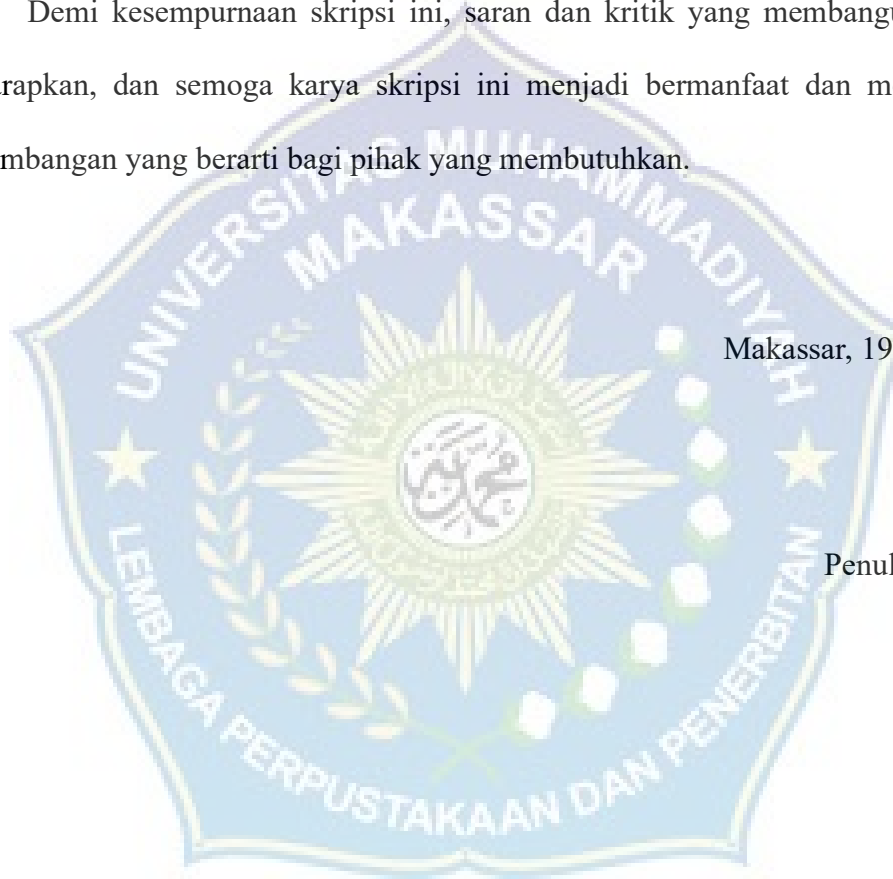 Demi kesempurnaan skripsi ini, saran dan kritik yang membangu
rapkan, dan semoga karya skripsi ini menjadi bermanfaat dan m
mbangan yang berarti bagi pihak yang membutuhkan.
UNIVERSITAS MUHAMMADIYAH
MAKASSAR
Makassar, 19
Penul
LEMBAGA PERPUSTAKAAN DAN PENERBITAN